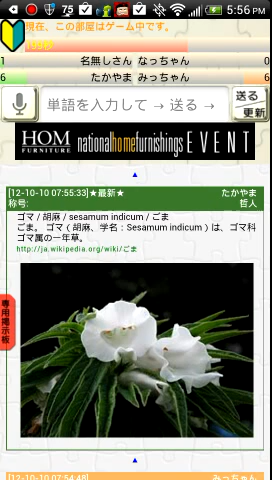 75 5:56 PM
現在、この部屋はゲーム中です。
199秒
1 名無しさん なっちゃん 0
6 たかやま みっちゃん 6
単語を入力して → 送る →
送る
更新
HOM FURNITURE nationalhomefurnishings EVENT
▲
[12-10-10 07:55:33]★最新★ たかやま
称号: 哲人
ゴマ / 胡麻 / sesamum indicum / ごま
ごま。 ゴマ（胡麻、学名：Sesamum indicum）は、ゴマ科
ゴマ属の一年草。
http://ja.wikipedia.org/wiki/ごま
専用掲示板
▲
[12-10-10 07:54:48] みっちゃん